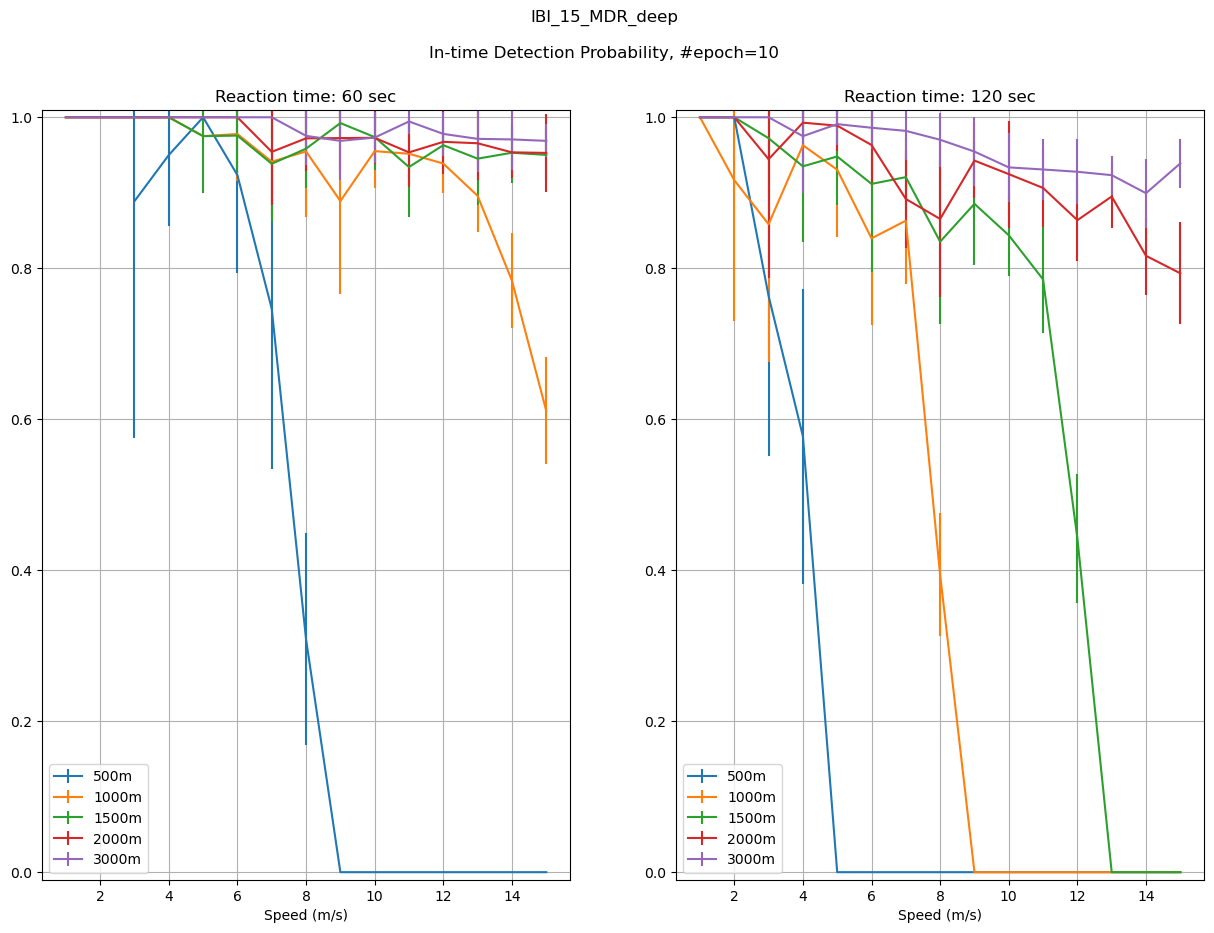 IBI_15_MDR_deep
In-time Detection Probability, #epoch=10
Reaction time: 60 sec
1.0
0.8
0.6
0.4
0.2
0.0
500m
1000m
1500m
2000m
3000m
2 4 6 8 10 12 14
Speed (m/s)
Reaction time: 120 sec
1.0
0.8
0.6
0.4
0.2
0.0
500m
1000m
1500m
2000m
3000m
2 4 6 8 10 12 14
Speed (m/s)